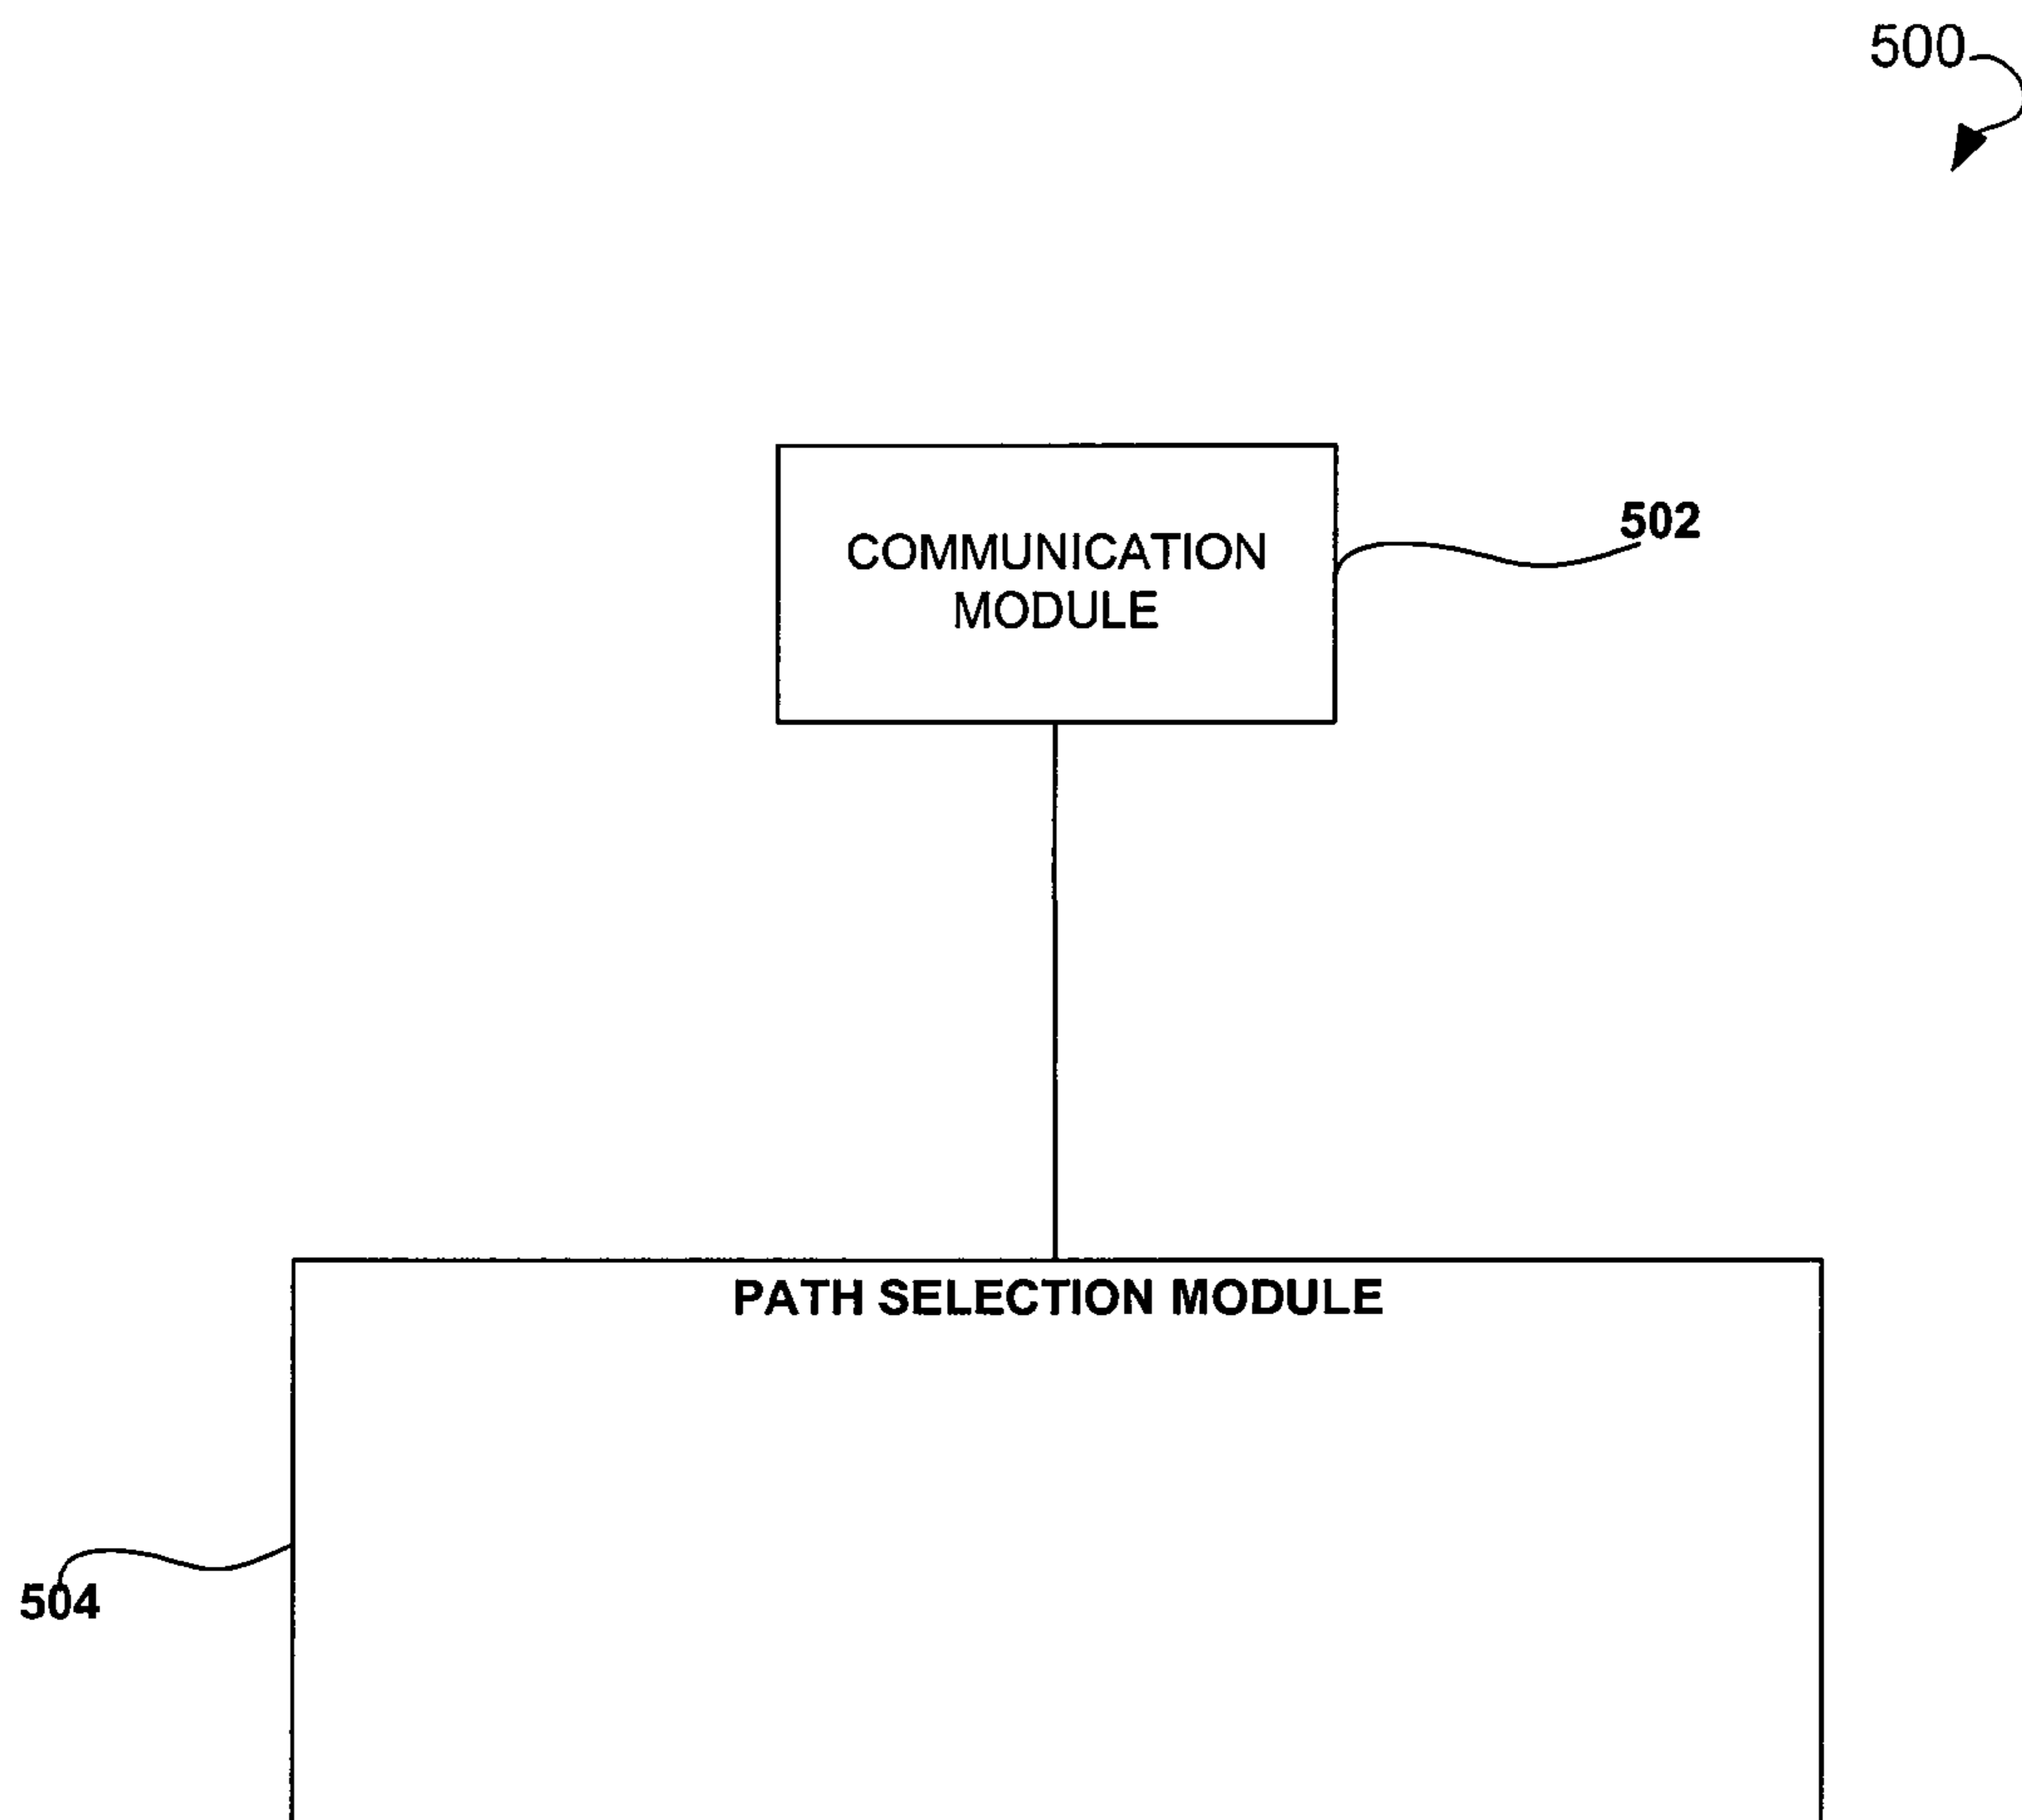 500
502
COMMUNICATION
MODULE
PATH SELECTION MODULE
504